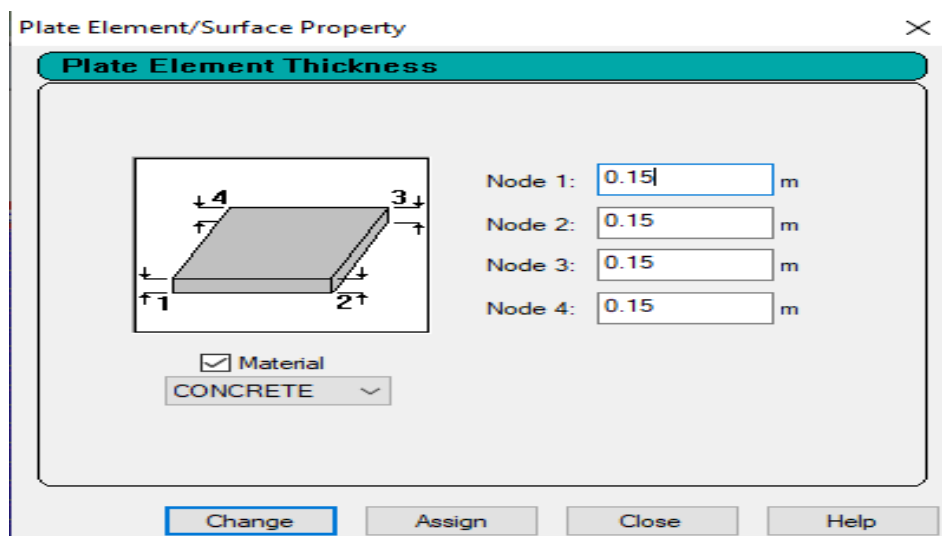 Plate Element/Surface Property
Plate Element Thickness
4 3
1 2
Node 1: 0.15 m
Node 2: 0.15 m
Node 3: 0.15 m
Node 4: 0.15 m
Material
CONCRETE
Change Assign Close Help